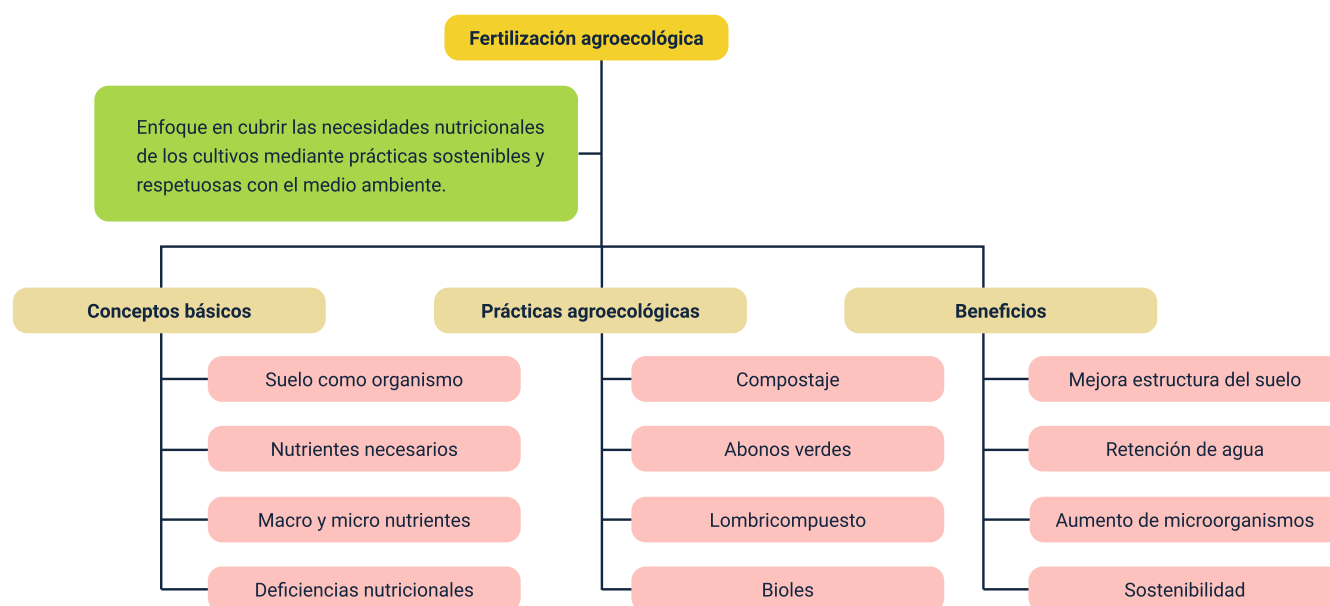 Fertilización agroecológica
Enfoque en cubrir las necesidades nutricionales
de los cultivos mediante prácticas sostenibles y
respetuosas con el medio ambiente.
Conceptos básicos
Suelo como organismo
Nutrientes necesarios
Macro y micro nutrientes
Deficiencias nutricionales
Prácticas agroecológicas
Compostaje
Abonos verdes
Lombricompuesto
Bioles
Beneficios
Mejora estructura del suelo
Retención de agua
Aumento de microorganismos
Sostenibilidad